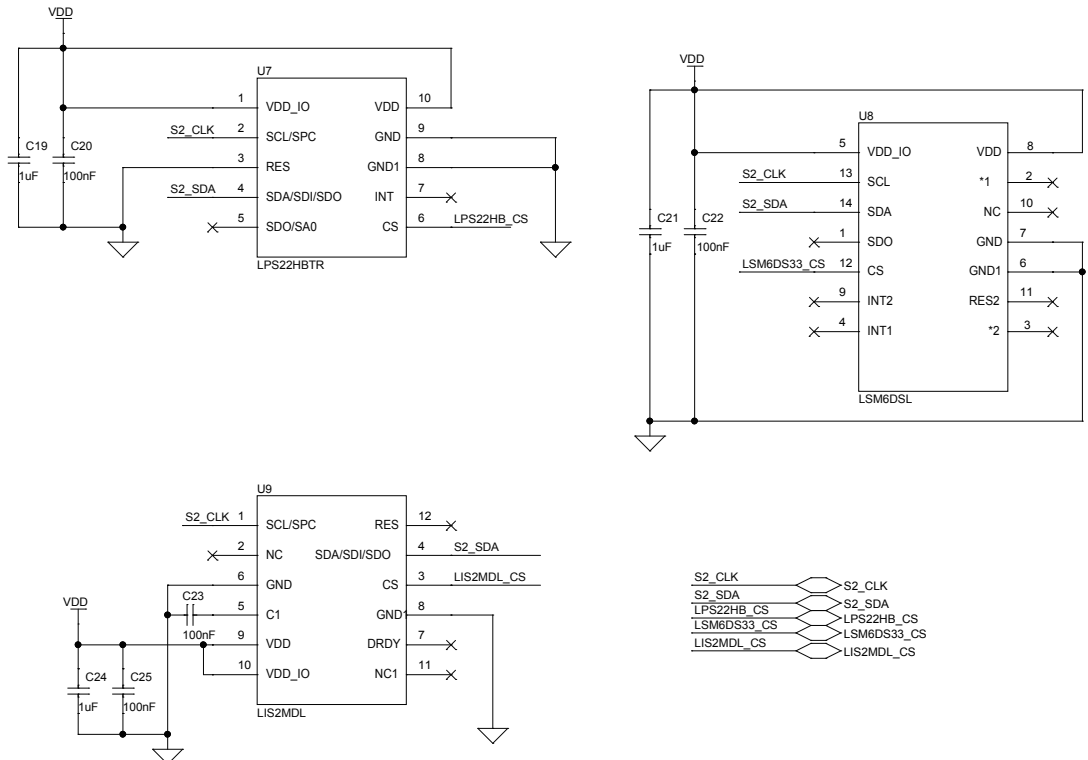 VDD
U7
1 VDD_IO VDD 10
S2_CLK 2 SCL/SPC GND 9
C19 C20 3 RES GND1 8
1uF 100nF
S2_SDA 4 SDA/SDI/SDO INT 7
5 SDO/SA0 CS 6 LPS22HB_CS
LPS22HBTR
VDD
U8
5 VDD_IO VDD 8
S2_CLK 13 SCL *1 2
S2_SDA 14 SDA NC 10
C21 C22 1 SDO GND 7
1uF 100nF
LSM6DS33_CS 12 CS GND1 6
9 INT2 RES2 11
4 INT1 *2 3
LSM6DSL
U9
S2_CLK 1 SCL/SPC RES 12
2 NC SDA/SDI/SDO 4 S2_SDA
6 GND CS 3 LIS2MDL_CS
C23 5 C1 GND1 8
100nF
VDD
9 VDD DRDY 7
10 VDD_IO NC1 11
C24 C25
1uF 100nF
LIS2MDL
S2_CLK S2_CLK
S2_SDA S2_SDA
LPS22HB_CS LPS22HB_CS
LSM6DS33_CS LSM6DS33_CS
LIS2MDL_CS LIS2MDL_CS